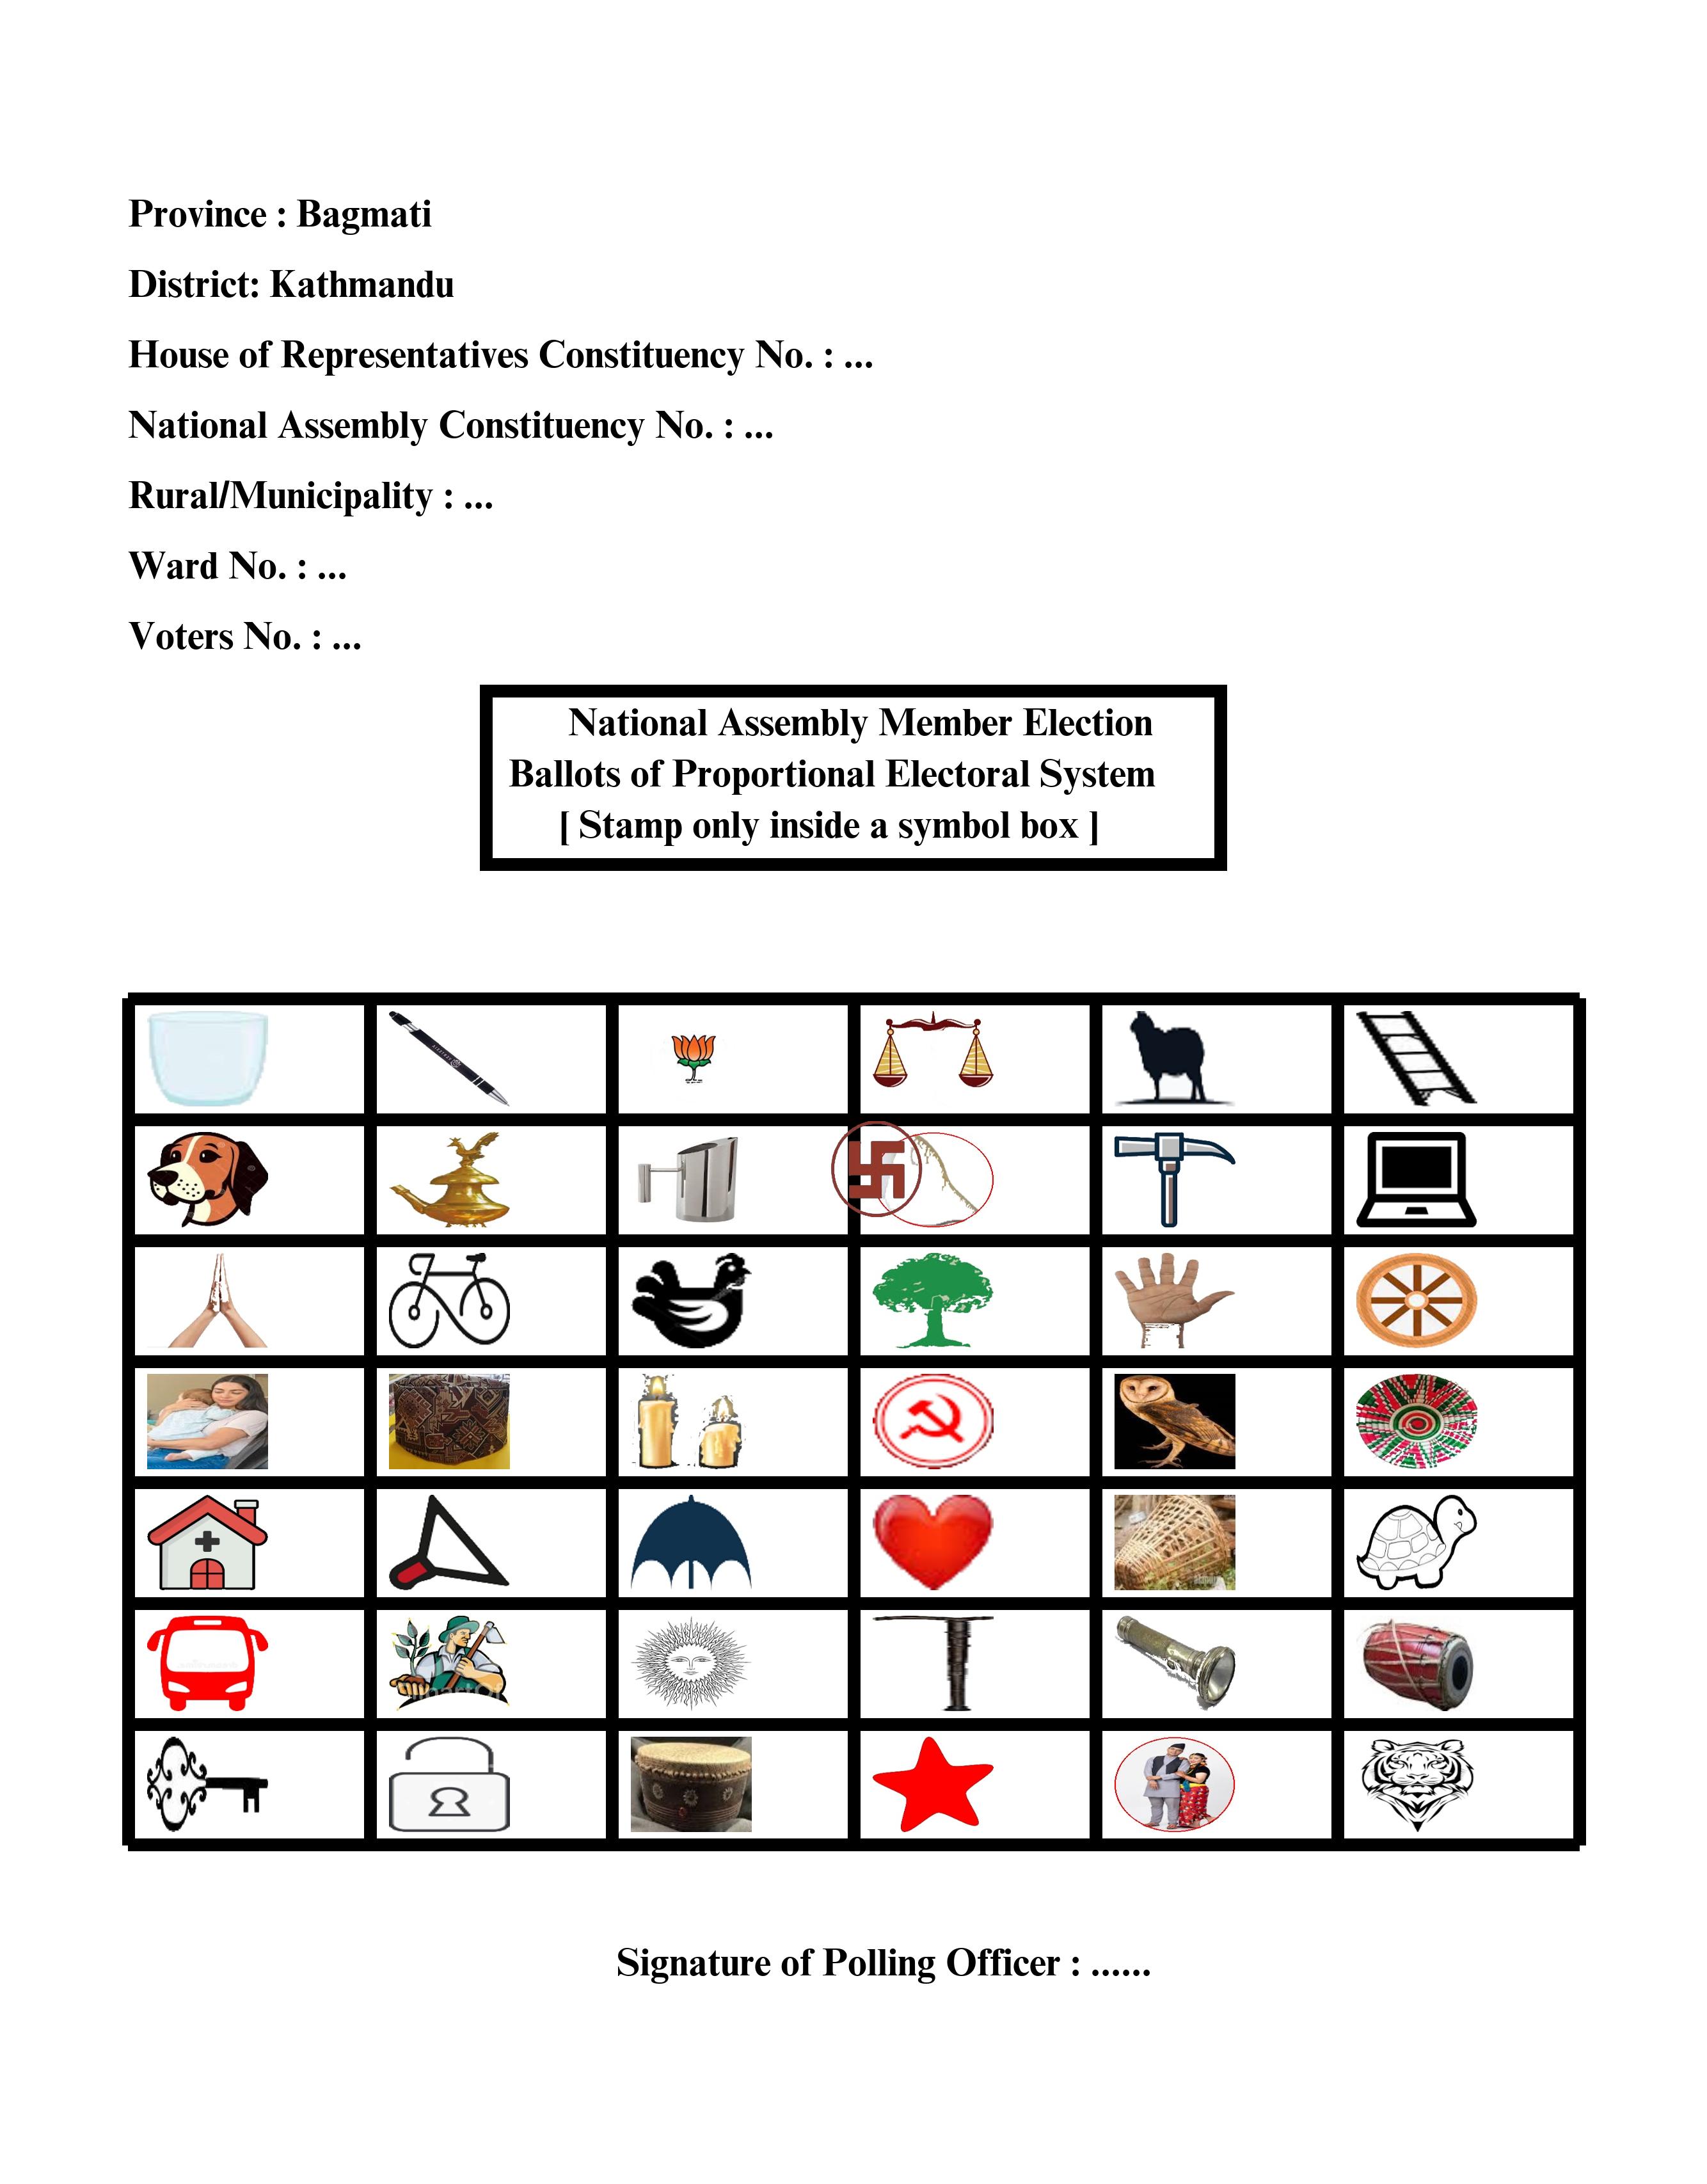 Province : Bagmati
District: Kathmandu
House of Representatives Constituency No. : ...
National Assembly Constituency No. : ...
Rural/Municipality : ...
Ward No. : ...
Voters No. : ...
National Assembly Member Election
Ballots of Proportional Electoral System
[ Stamp only inside a symbol box ]
Signature of Polling Officer : ......